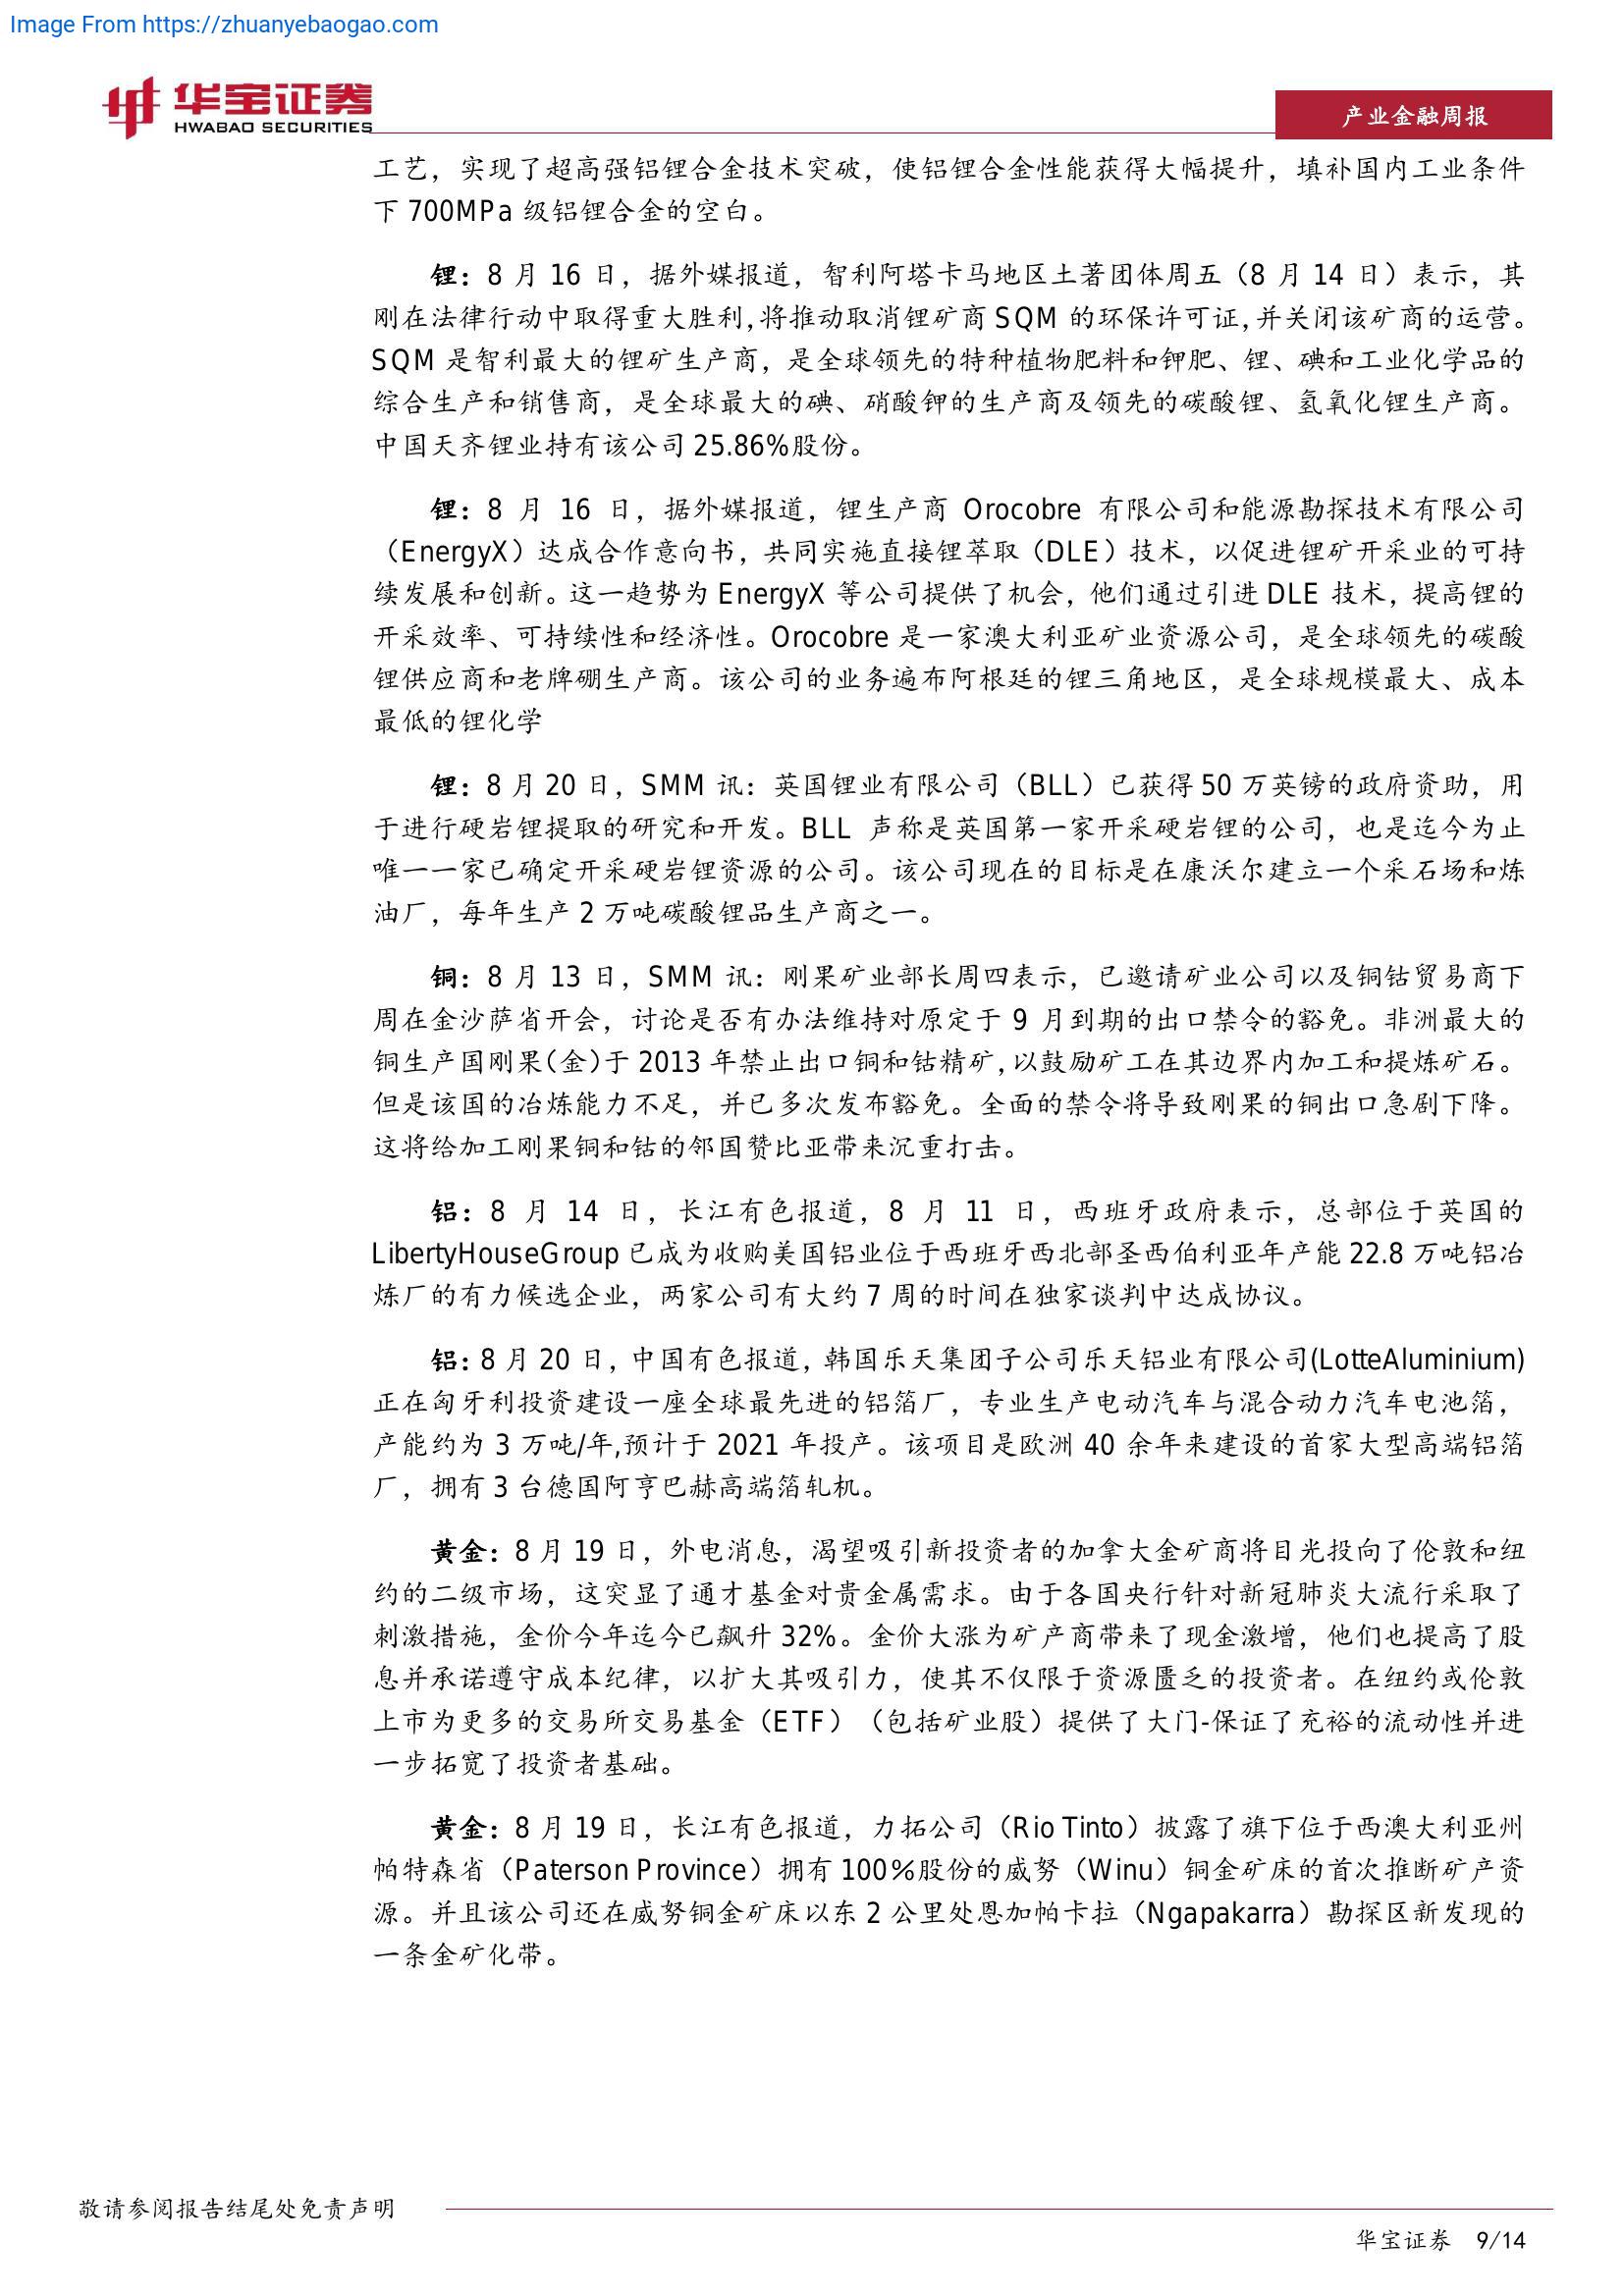 Image From https://zhuanyebaogao.com
华宝证券
HWABAO SECURITIES
产业金融周报
工艺，实现了超高强铝锂合金技术突破，使铝锂合金性能获得大幅提升，填补国内工业条件
下 700MPa 级铝锂合金的空白。
锂：8 月 16 日，据外媒报道，智利阿塔卡马地区土著团体周五（8 月 14 日）表示，其
刚在法律行动中取得重大胜利,将推动取消锂矿商 SQM 的环保许可证,并关闭该矿商的运营。
SQM 是智利最大的锂矿生产商，是全球领先的特种植物肥料和钾肥、锂、碘和工业化学品的
综合生产和销售商，是全球最大的碘、硝酸钾的生产商及领先的碳酸锂、氢氧化锂生产商。
中国天齐锂业持有该公司 25.86%股份。
锂：8 月 16 日，据外媒报道，锂生产商 Orocobre 有限公司和能源勘探技术有限公司
（EnergyX）达成合作意向书，共同实施直接锂萃取（DLE）技术，以促进锂矿开采业的可持
续发展和创新。这一趋势为 EnergyX 等公司提供了机会，他们通过引进 DLE 技术，提高锂的
开采效率、可持续性和经济性。Orocobre 是一家澳大利亚矿业资源公司，是全球领先的碳酸
锂供应商和老牌硼生产商。该公司的业务遍布阿根廷的锂三角地区，是全球规模最大、成本
最低的锂化学
锂：8 月 20 日，SMM 讯：英国锂业有限公司（BLL）已获得 50 万英镑的政府资助，用
于进行硬岩锂提取的研究和开发。BLL 声称是英国第一家开采硬岩锂的公司，也是迄今为止
唯一一家已确定开采硬岩锂资源的公司。该公司现在的目标是在康沃尔建立一个采石场和炼
油厂，每年生产 2 万吨碳酸锂品生产商之一。
铜：8 月 13 日，SMM 讯：刚果矿业部长周四表示，已邀请矿业公司以及铜钴贸易商下
周在金沙萨省开会，讨论是否有办法维持对原定于 9 月到期的出口禁令的豁免。非洲最大的
铜生产国刚果(金)于 2013 年禁止出口铜和钴精矿,以鼓励矿工在其边界内加工和提炼矿石。
但是该国的冶炼能力不足，并已多次发布豁免。全面的禁令将导致刚果的铜出口急剧下降。
这将给加工刚果铜和钴的邻国赞比亚带来沉重打击。
铝：8 月 14 日，长江有色报道，8 月 11 日，西班牙政府表示，总部位于英国的
LibertyHouseGroup 已成为收购美国铝业位于西班牙西北部圣西伯利亚年产能 22.8 万吨铝冶
炼厂的有力候选企业，两家公司有大约 7 周的时间在独家谈判中达成协议。
铝：8 月 20 日，中国有色报道，韩国乐天集团子公司乐天铝业有限公司(LotteAluminium)
正在匈牙利投资建设一座全球最先进的铝箔厂，专业生产电动汽车与混合动力汽车电池箔，
产能约为 3 万吨/年,预计于 2021 年投产。该项目是欧洲 40 余年来建设的首家大型高端铝箔
厂，拥有 3 台德国阿亨巴赫高端箔轧机。
黄金：8 月 19 日，外电消息，渴望吸引新投资者的加拿大金矿商将目光投向了伦敦和纽
约的二级市场，这突显了通才基金对贵金属需求。由于各国央行针对新冠肺炎大流行采取了
刺激措施，金价今年迄今已飙升 32%。金价大涨为矿产商带来了现金激增，他们也提高了股
息并承诺遵守成本纪律，以扩大其吸引力，使其不仅限于资源匮乏的投资者。在纽约或伦敦
上市为更多的交易所交易基金（ETF）（包括矿业股）提供了大门-保证了充裕的流动性并进
一步拓宽了投资者基础。
黄金：8 月 19 日，长江有色报道，力拓公司（Rio Tinto）披露了旗下位于西澳大利亚州
帕特森省（Paterson Province）拥有 100%股份的威努（Winu）铜金矿床的首次推断矿产资
源。并且该公司还在威努铜金矿床以东 2 公里处恩加帕卡拉（Ngapakarra）勘探区新发现的
一条金矿化带。
敬请参阅报告结尾处免责声明
华宝证券 9/14